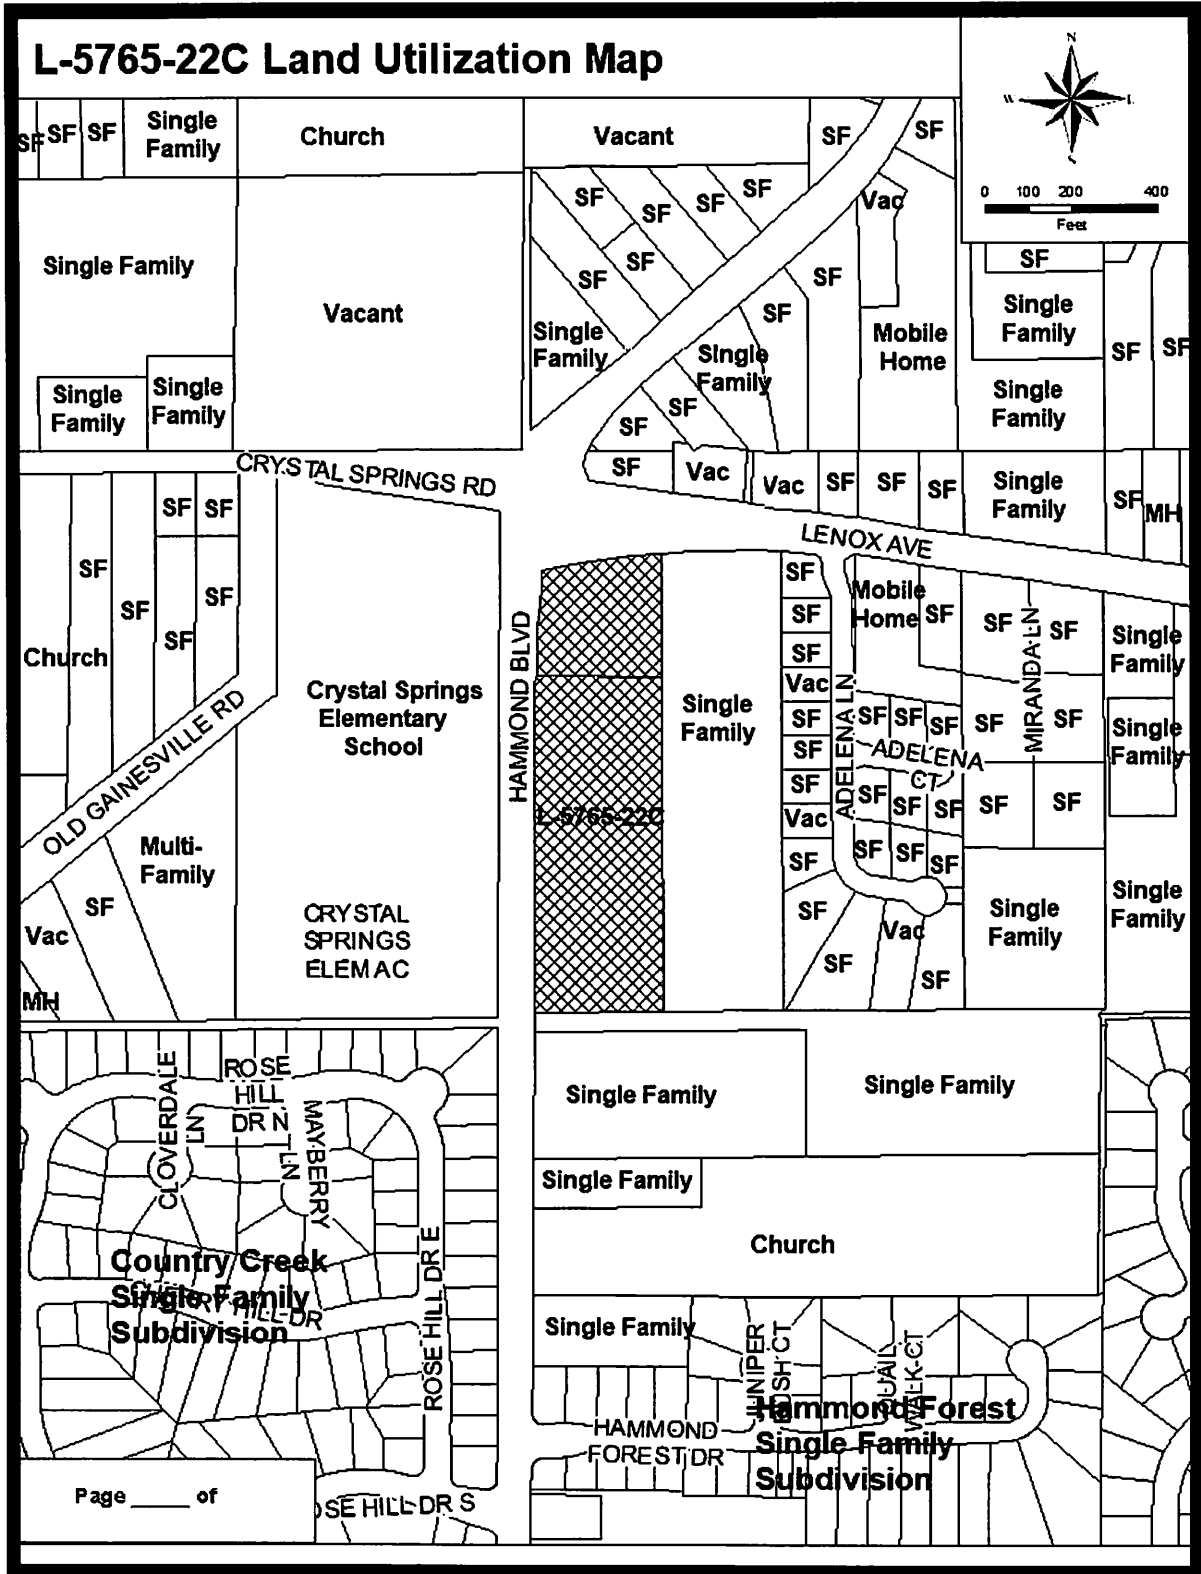 L-5765-22C Land Utilization Map
N
W
E
S
0 100 200 400
Feet
SF SF SF
Single
Family
Church
Vacant
SF
SF
Vac
SF
SF
SF
SF
SF
SF
Single Family
Vacant
Single
Family
Single
Family
Single
Family
SF
SF
Single
Family
SF
SF
Mobile
Home
SF
Single
Family
Single
Family
SF
SF
CRYSTAL SPRINGS RD
SF
Vac
Vac
SF
SF
SF
Single
Family
SF
MH
LENOX AVE
SF
SF
SF
SF
SF
SF
Church
OLD GAINESVILLE RD
Crystal Springs
Elementary
School
HAMMOND BLVD
L-5765-22C
Single
Family
SF
SF
SF
Vac
SF
SF
SF
Vac
SF
SF
SF
ADELENA LN
Mobile
Home
SF
SF
SF
MIRANDA LN
Single
Family
SF
SF
SF
SF
SF
Single
Family
ADELENA
CT
SF
SF
SF
SF
SF
SF
SF
SF
Vac
SF
Single
Family
Single
Family
Multi-
Family
SF
Vac
MH
CRYSTAL
SPRINGS
ELEM AC
Single Family
Single Family
Single Family
Church
Single Family
CLOVERDALE
LN
ROSE
HILL
DR N
MAYBERRY
LN
ROSE HILL DR E
Country Creek
Single Family
Subdivision
HILL DR
JUNIPER
BUSH CT
QUAIL
WALK CT
HAMMOND
FOREST DR
Hammond Forest
Single Family
Subdivision
Page ____ of
OSE HILL DR S